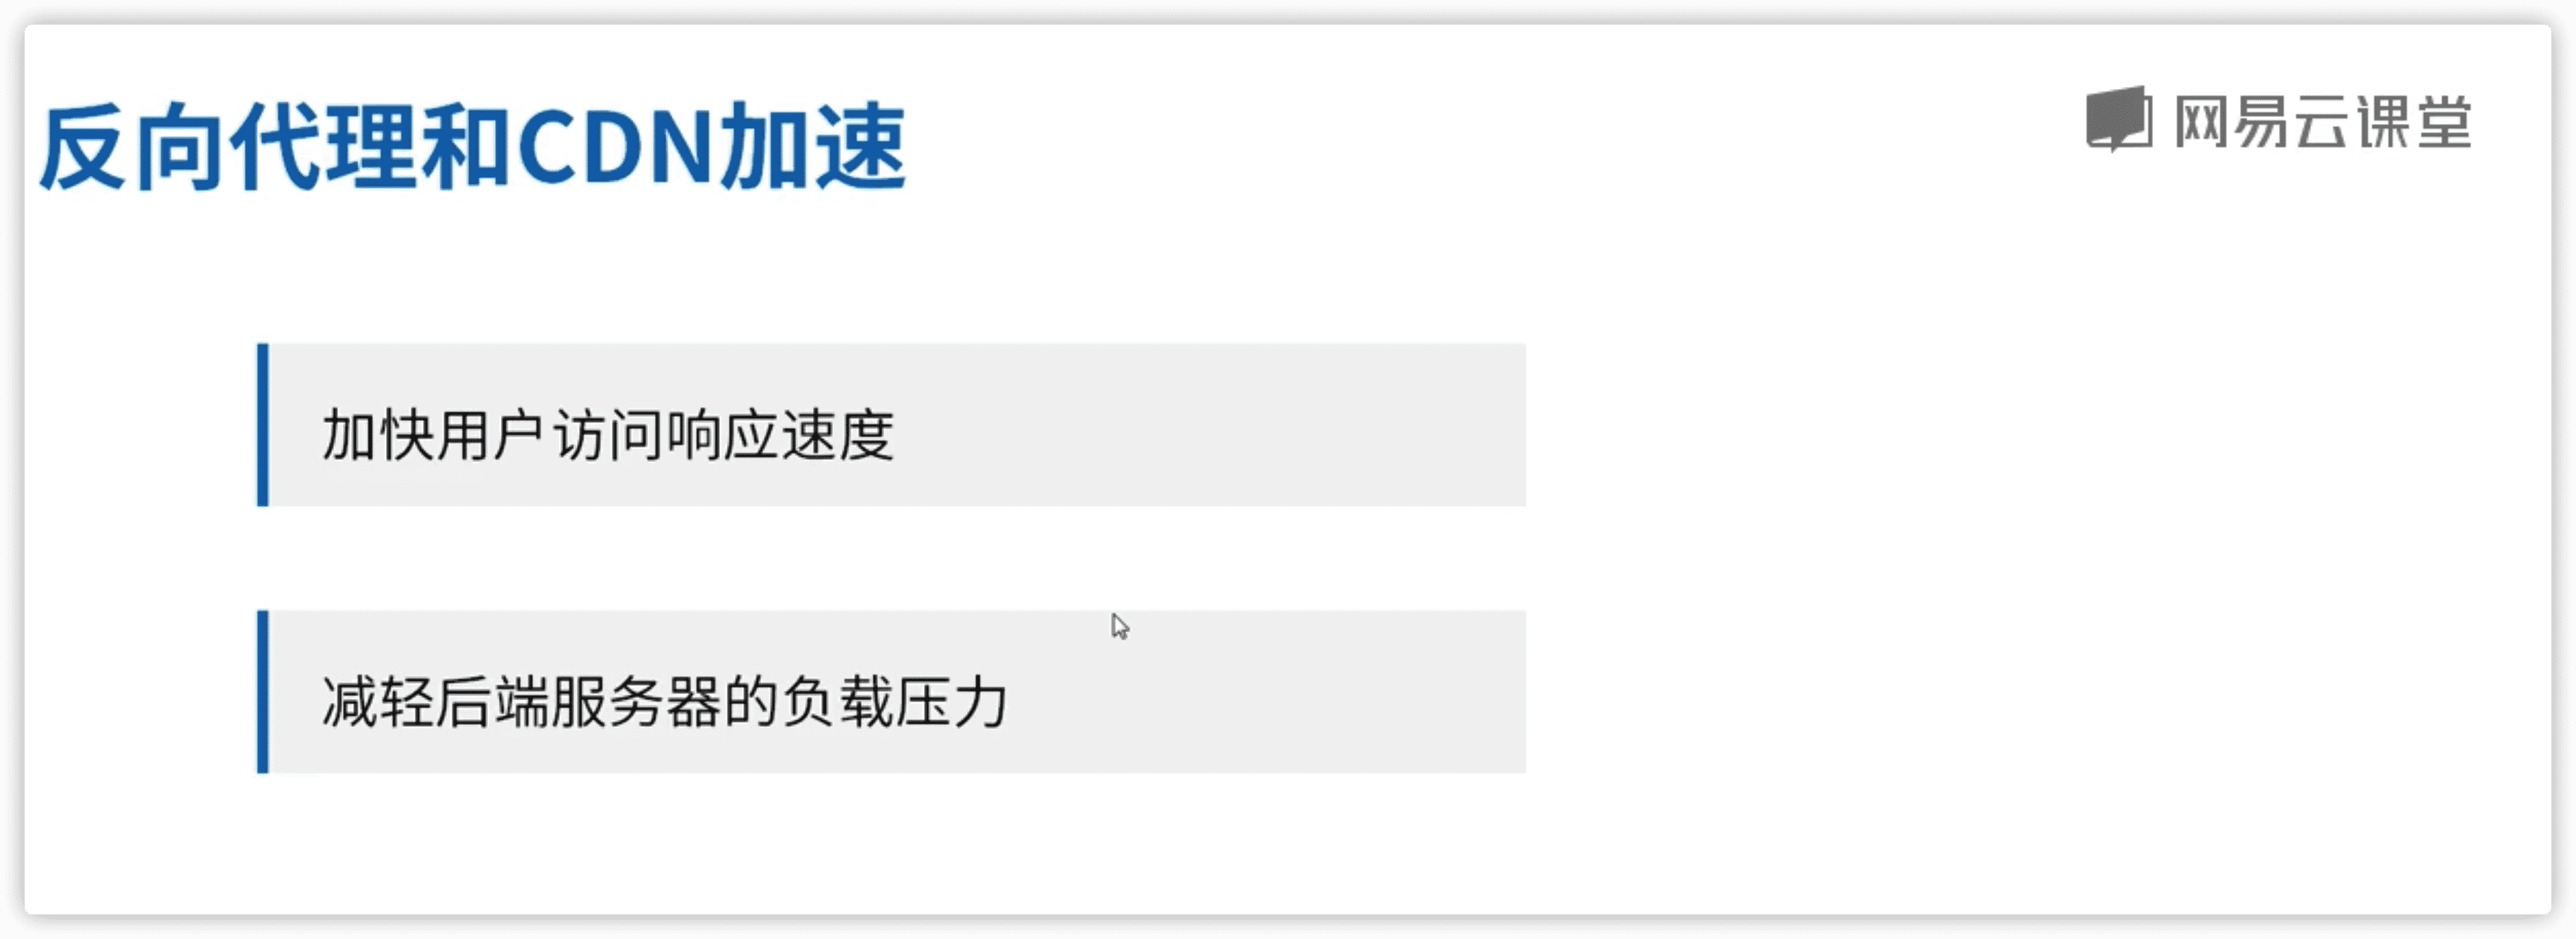 反向代理和CDN加速
网易云课堂
加快用户访问响应速度
减轻后端服务器的负载压力